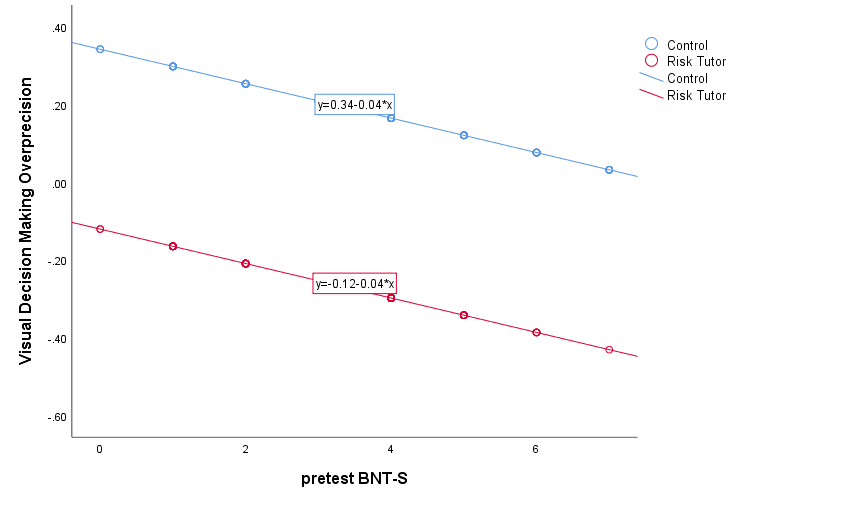 .40
.20
.00
-.20
-.40
-.60
Visual Decision Making Overprecision
y=0.34-0.04*x
y=-0.12-0.04*x
0
2
4
6
pretest BNT-S
Control
Risk Tutor
Control
Risk Tutor